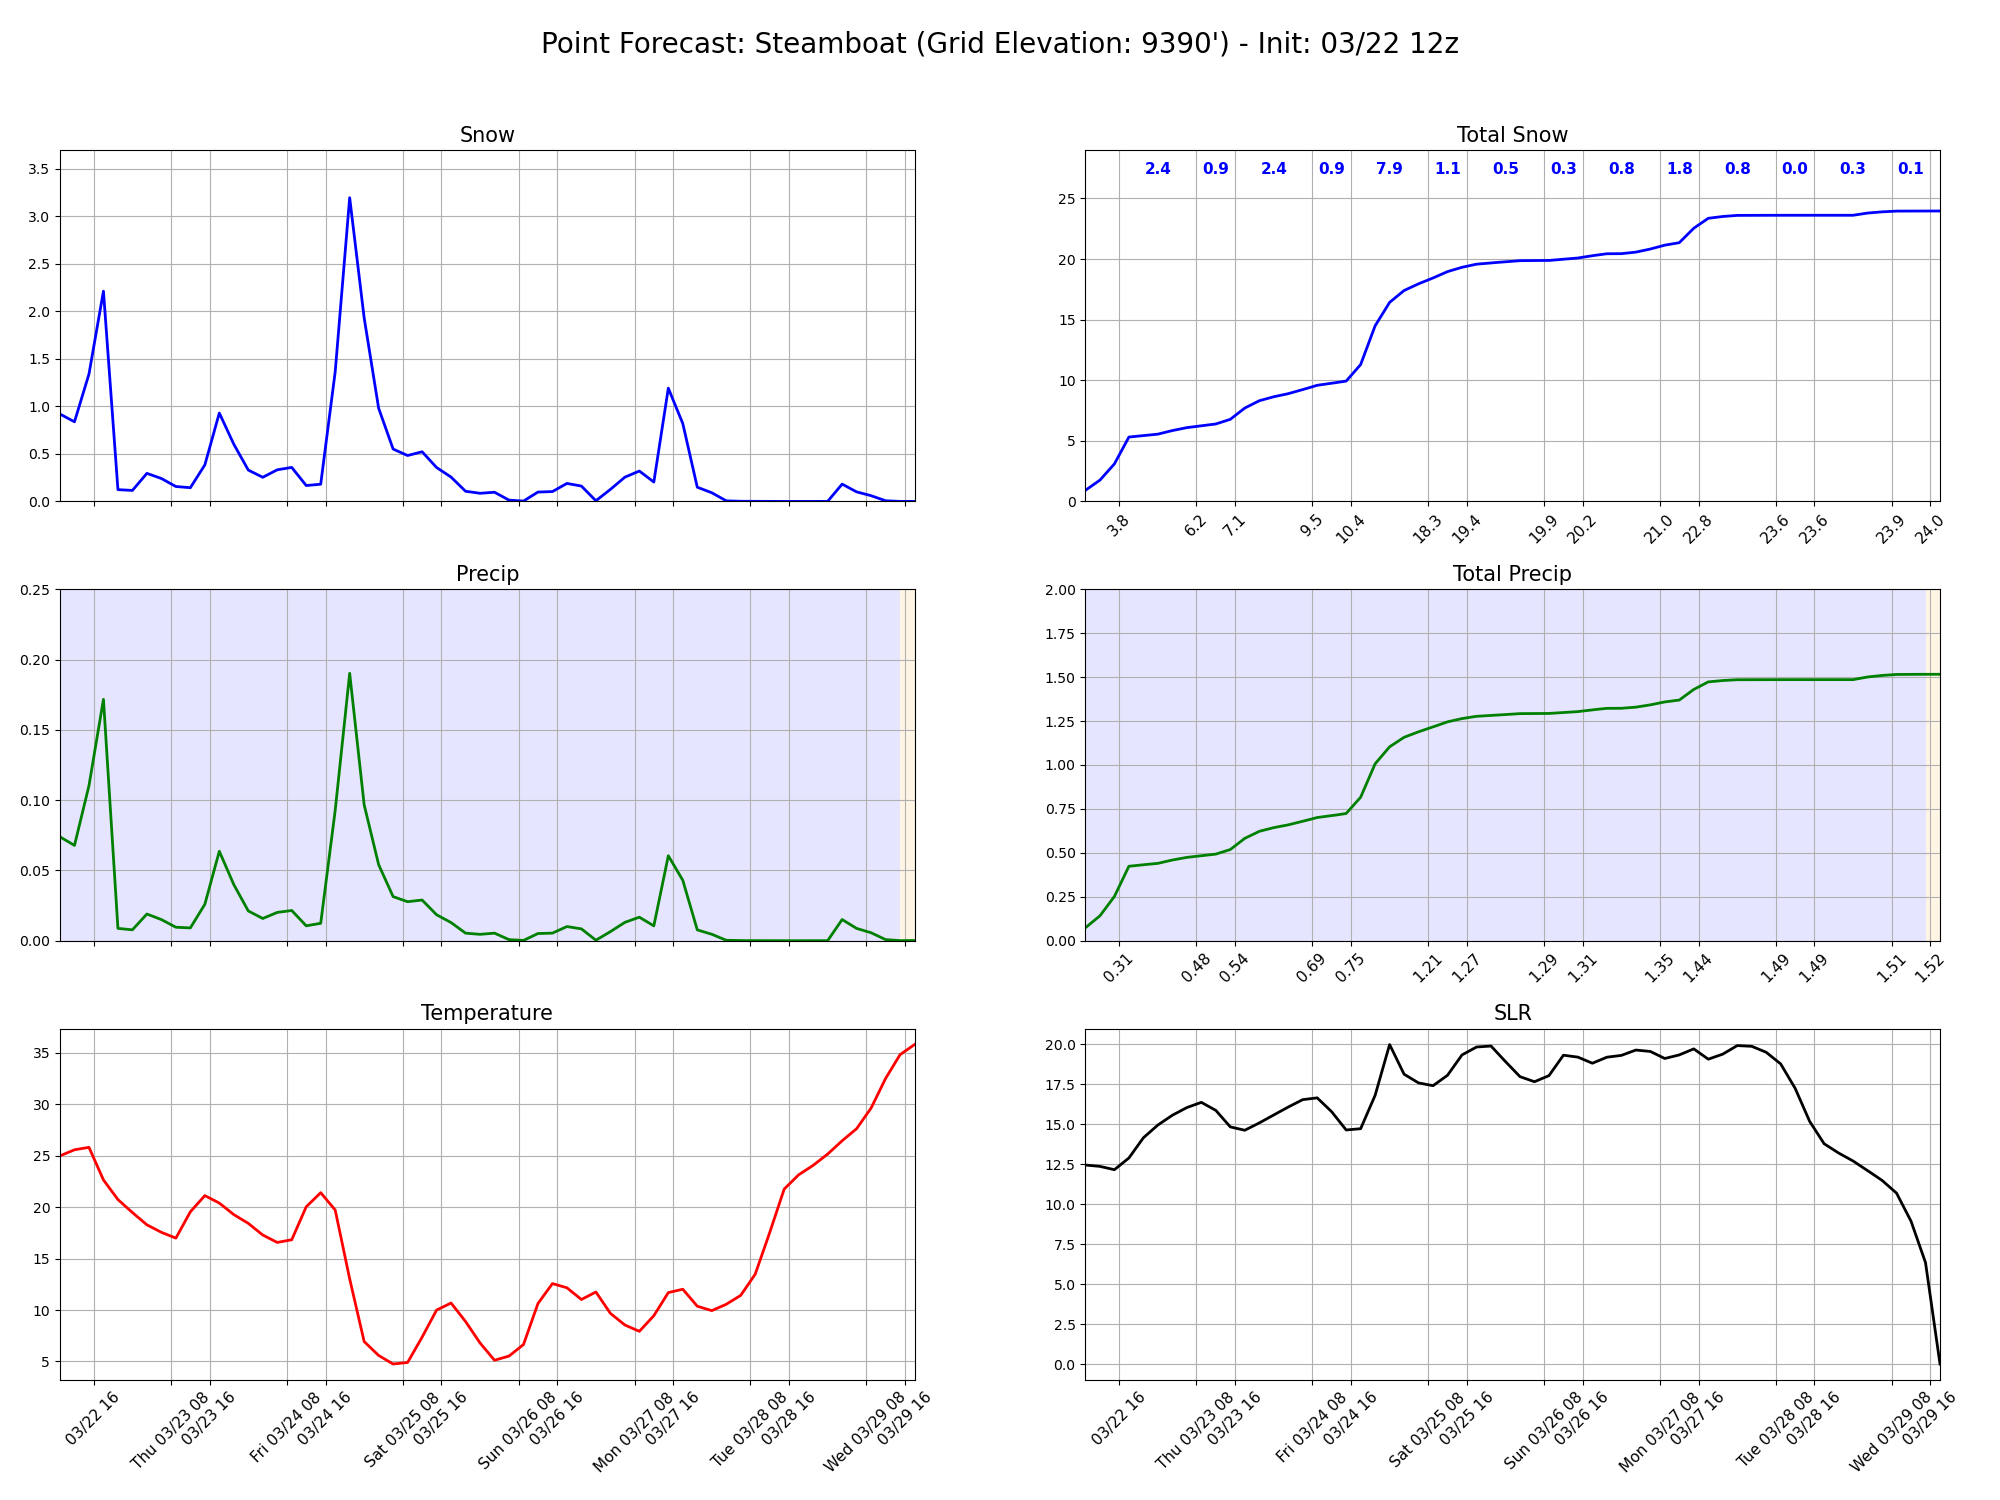 Point Forecast: Steamboat (Grid Elevation: 9390') - Init: 03/22 12z
Snow
3.5
3.0
2.5
2.0
1.5
1.0
0.5
0.0
Total Snow
2.4 0.9 2.4 0.9 7.9 1.1 0.5 0.3 0.8 1.8 0.8 0.0 0.3 0.1
25
20
15
10
5
0
3.8 6.2 7.1 9.5 10.4 18.3 19.4 19.9 20.2 21.0 22.8 23.6 23.6 23.9 24.0
Precip
0.25
0.20
0.15
0.10
0.05
0.00
Total Precip
2.00
1.75
1.50
1.25
1.00
0.75
0.50
0.25
0.00
0.31 0.48 0.54 0.69 0.75 1.21 1.27 1.29 1.31 1.35 1.44 1.49 1.49 1.51 1.52
Temperature
35
30
25
20
15
10
5
03/22 16
Thu 03/23 08
03/23 16
Fri 03/24 08
03/24 16
Sat 03/25 08
03/25 16
Sun 03/26 08
03/26 16
Mon 03/27 08
03/27 16
Tue 03/28 08
03/28 16
Wed 03/29 08
03/29 16
SLR
20.0
17.5
15.0
12.5
10.0
7.5
5.0
2.5
0.0
03/22 16
Thu 03/23 08
03/23 16
Fri 03/24 08
03/24 16
Sat 03/25 08
03/25 16
Sun 03/26 08
03/26 16
Mon 03/27 08
03/27 16
Tue 03/28 08
03/28 16
Wed 03/29 08
03/29 16